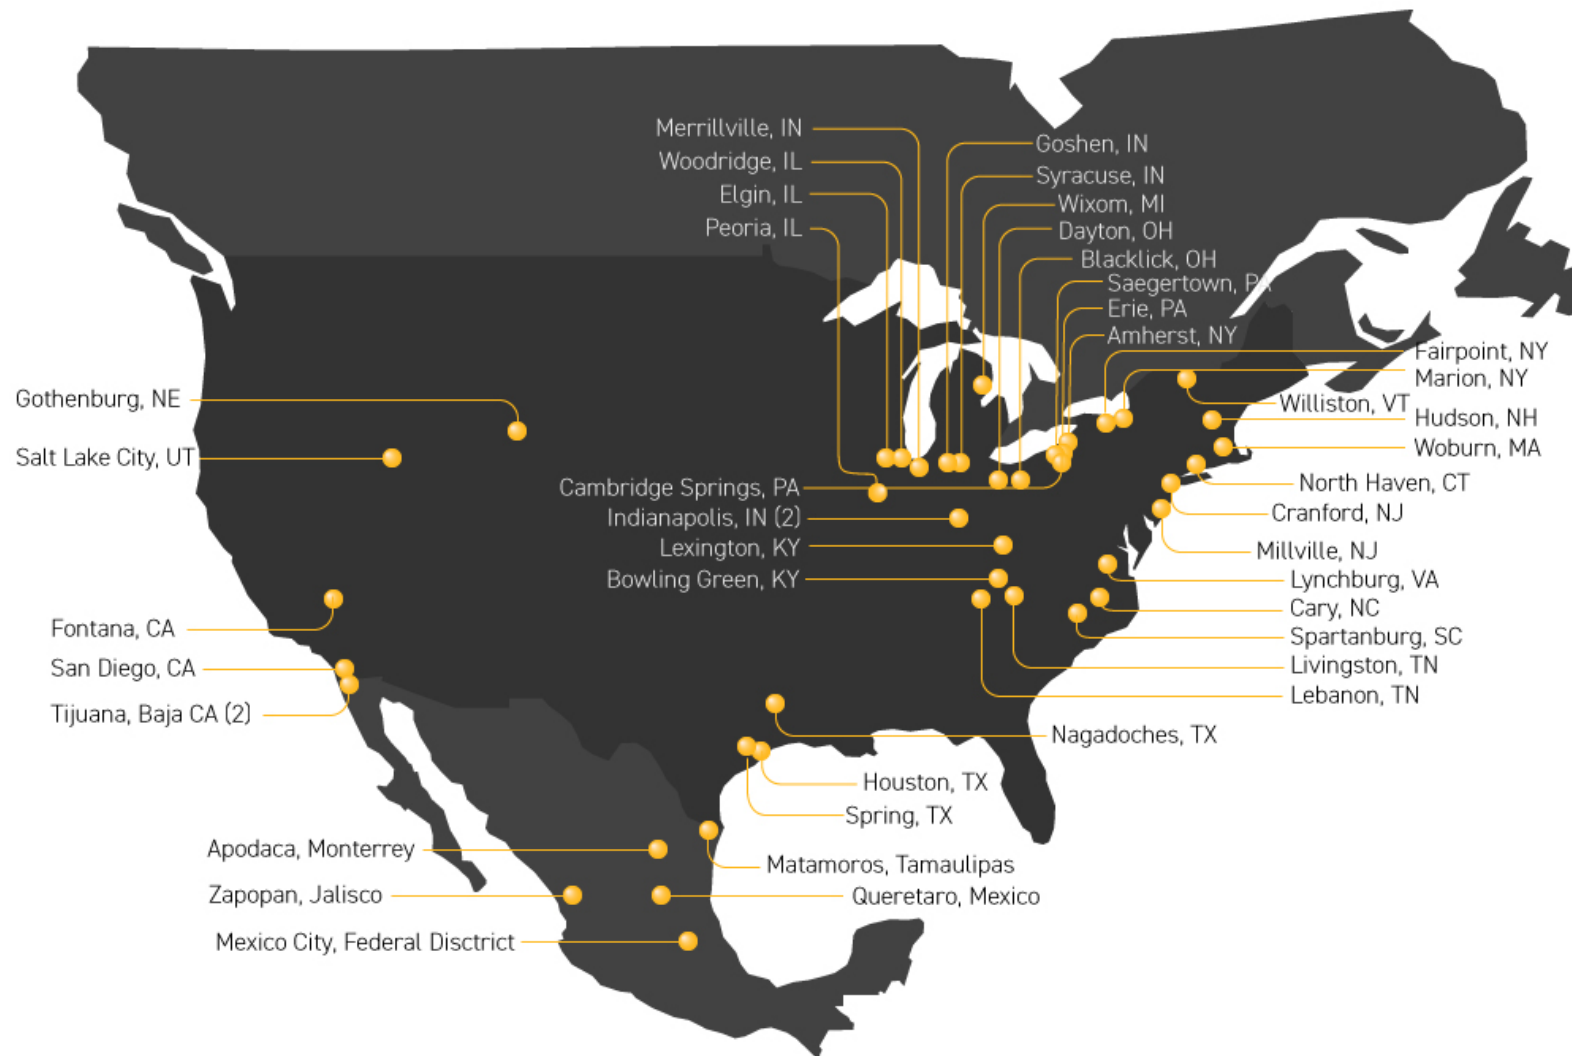 Merrillville, IN
Woodridge, IL
Elgin, IL
Peoria, IL
Goshen, IN
Syracuse, IN
Wixom, MI
Dayton, OH
Blacklick, OH
Saegertown, PA
Erie, PA
Amherst, NY
Fairpoint, NY
Marion, NY
Williston, VT
Hudson, NH
Woburn, MA
North Haven, CT
Cranford, NJ
Millville, NJ
Lynchburg, VA
Cary, NC
Spartanburg, SC
Livingston, TN
Lebanon, TN
Gothenburg, NE
Salt Lake City, UT
Cambridge Springs, PA
Indianapolis, IN (2)
Lexington, KY
Bowling Green, KY
Fontana, CA
San Diego, CA
Tijuana, Baja CA (2)
Nagadoches, TX
Houston, TX
Spring, TX
Apodaca, Monterrey
Matamoros, Tamaulipas
Zapopan, Jalisco
Queretaro, Mexico
Mexico City, Federal Disctrict